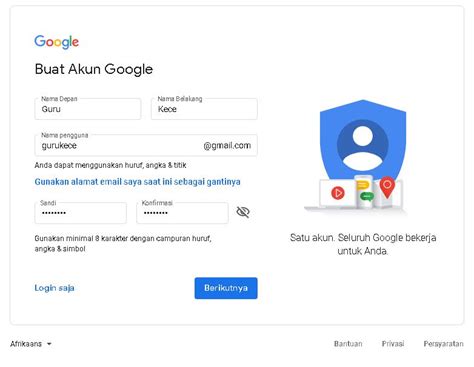 Google
Buat Akun Google
Nama Depan
Guru
Nama Belakang
Kece
Nama pengguna
gurukece
@gmail.com
Anda dapat menggunakan huruf, angka & titik
Gunakan alamat email saya saat ini sebagai gantinya
Sandi
••••••••
Konfirmasi
••••••••
Gunakan minimal 8 karakter dengan campuran huruf,
angka & simbol
Login saja
Berikutnya
Satu akun. Seluruh Google bekerja
untuk Anda.
Afrikaans
Bantuan
Privasi
Persyaratan